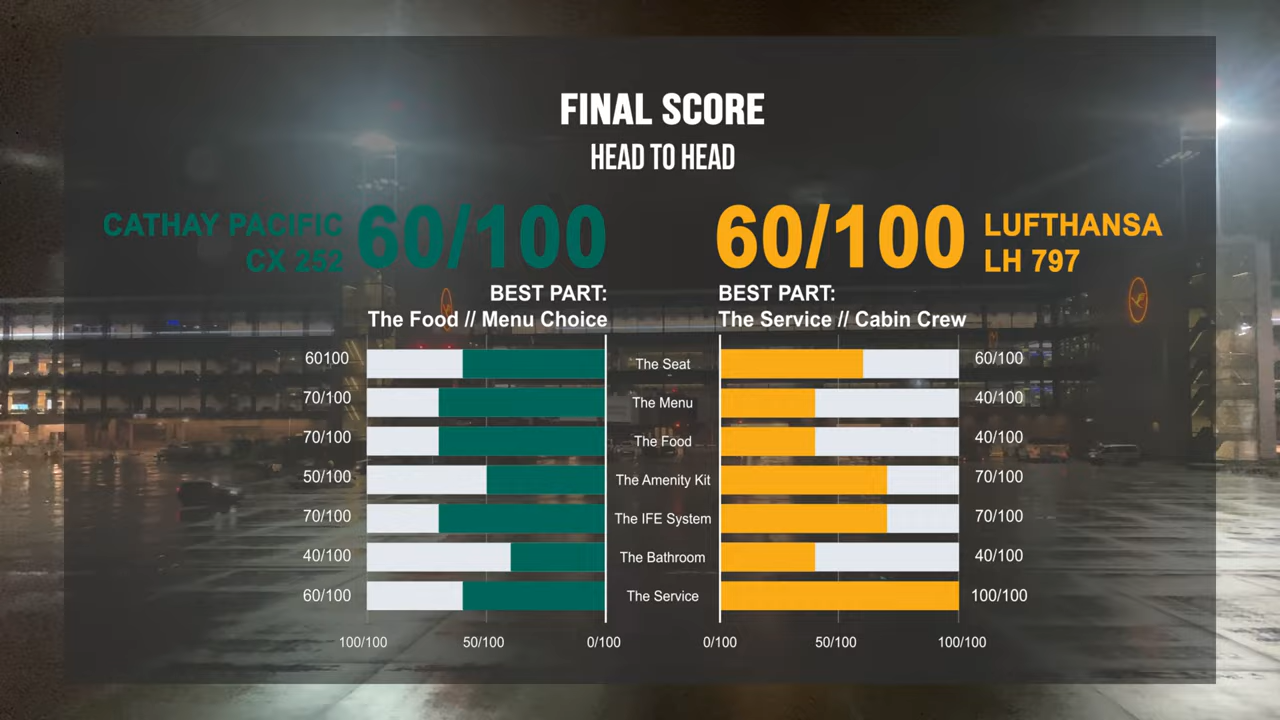 FINAL SCORE
HEAD TO HEAD
CATHAY PACIFIC
CX 252
60/100
60/100
LUFTHANSA
LH 797
BEST PART:
The Food // Menu Choice
BEST PART:
The Service // Cabin Crew
60100 The Seat 60/100
70/100 The Menu 40/100
70/100 The Food 40/100
50/100 The Amenity Kit 70/100
70/100 The IFE System 70/100
40/100 The Bathroom 40/100
60/100 The Service 100/100
100/100 50/100 0/100 0/100 50/100 100/100